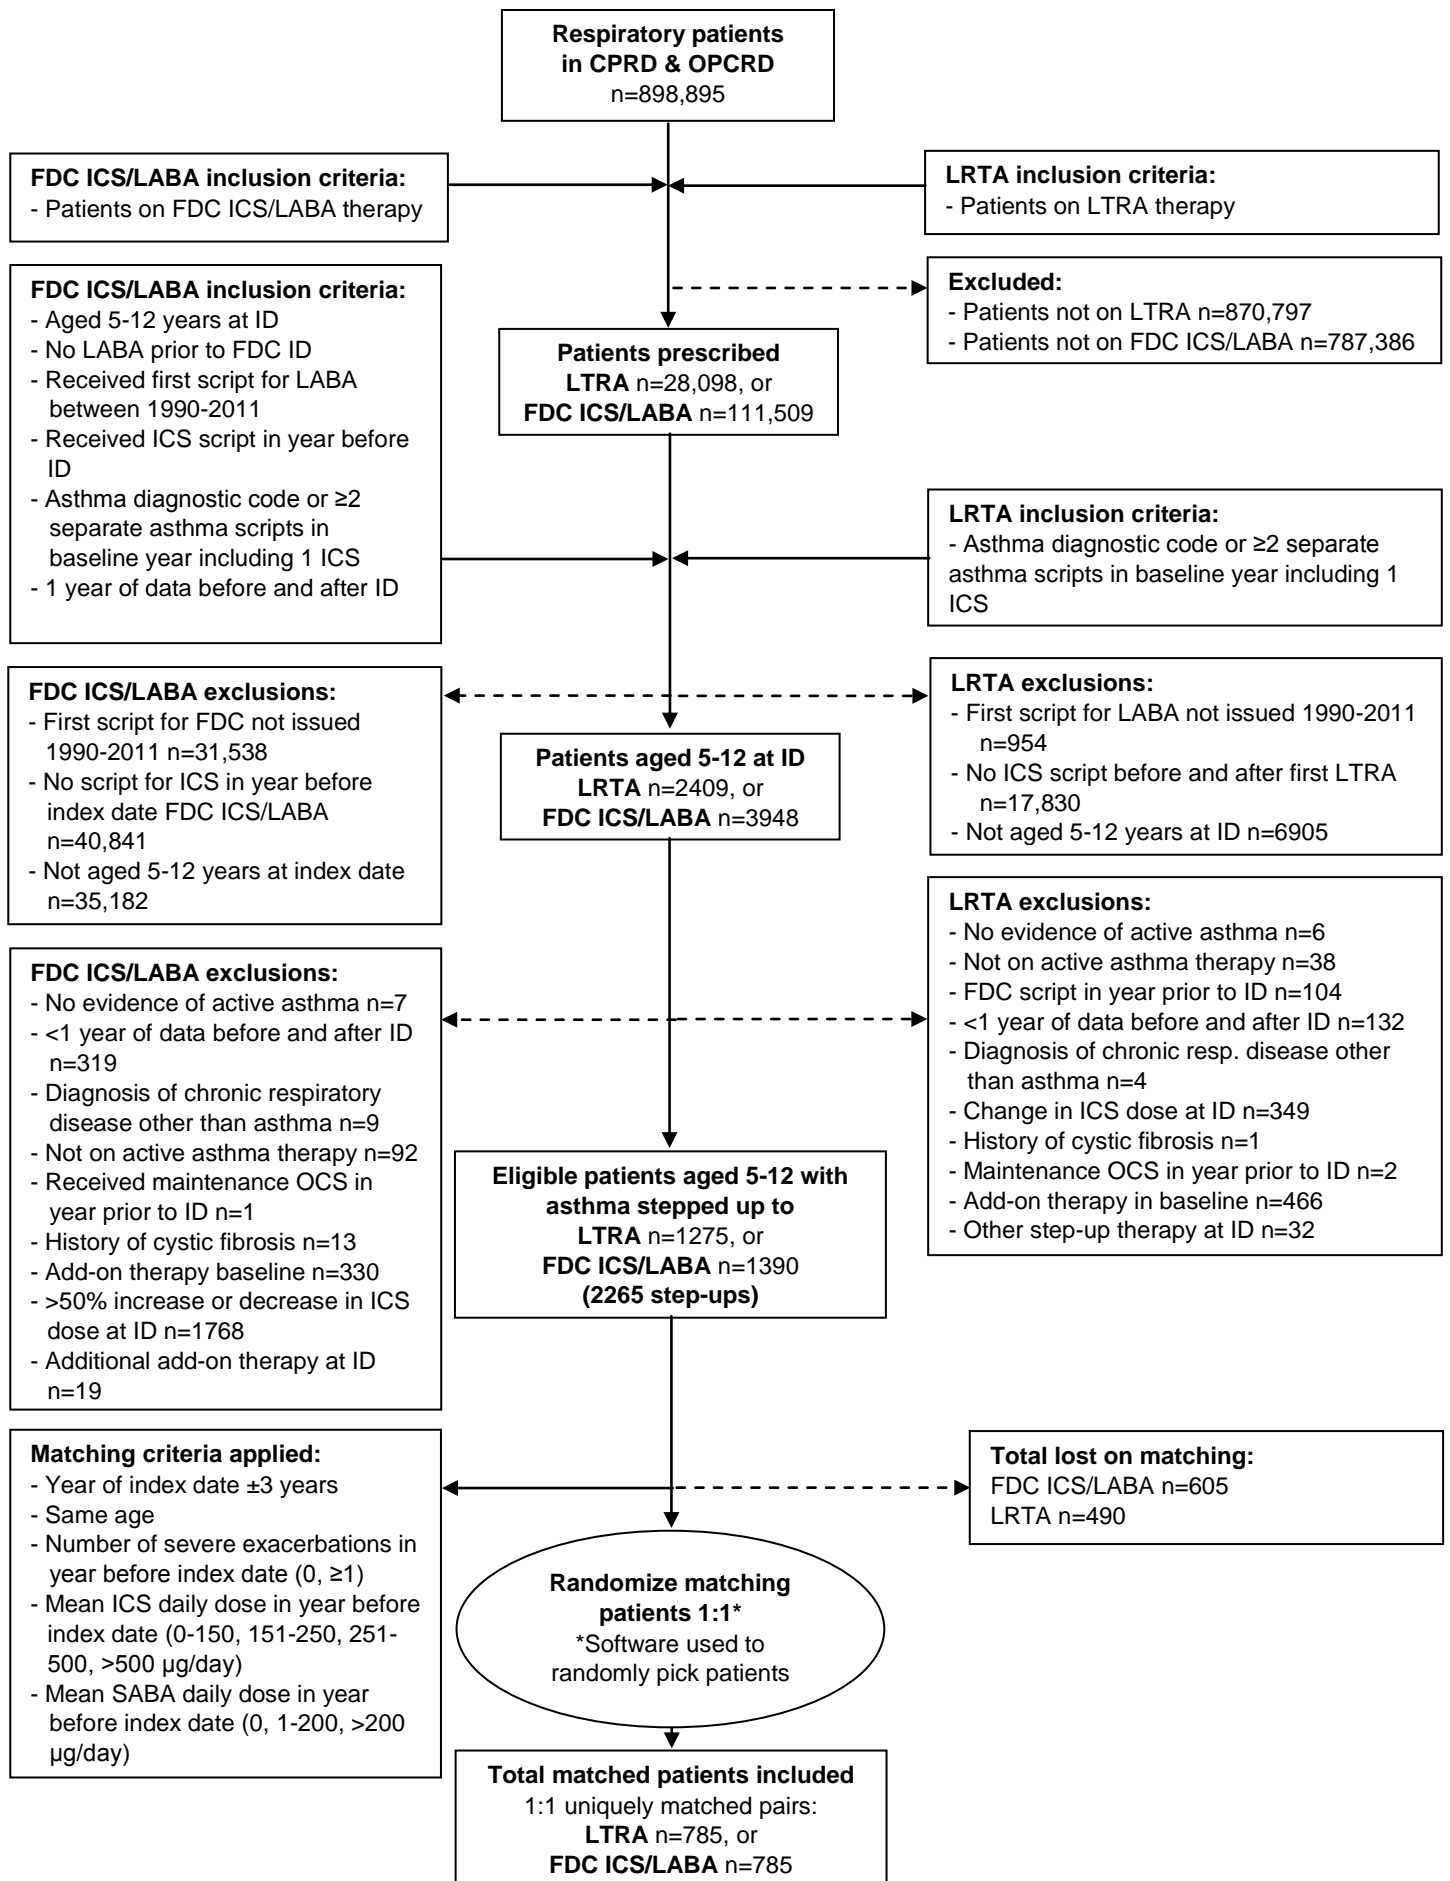 Respiratory patients
in CPRD & OPCRD
n=898,895
FDC ICS/LABA inclusion criteria:
- Patients on FDC ICS/LABA therapy
LRTA inclusion criteria:
- Patients on LTRA therapy
FDC ICS/LABA inclusion criteria:
- Aged 5-12 years at ID
- No LABA prior to FDC ID
- Received first script for LABA
between 1990-2011
- Received ICS script in year before
ID
- Asthma diagnostic code or ≥2
separate asthma scripts in
baseline year including 1 ICS
- 1 year of data before and after ID
Excluded:
- Patients not on LTRA n=870,797
- Patients not on FDC ICS/LABA n=787,386
Patients prescribed
LTRA n=28,098, or
FDC ICS/LABA n=111,509
LRTA inclusion criteria:
- Asthma diagnostic code or ≥2 separate
asthma scripts in baseline year including 1
ICS
FDC ICS/LABA exclusions:
- First script for FDC not issued
1990-2011 n=31,538
- No script for ICS in year before
index date FDC ICS/LABA
n=40,841
- Not aged 5-12 years at index date
n=35,182
LRTA exclusions:
- First script for LABA not issued 1990-2011
n=954
- No ICS script before and after first LTRA
n=17,830
- Not aged 5-12 years at ID n=6905
Patients aged 5-12 at ID
LRTA n=2409, or
FDC ICS/LABA n=3948
FDC ICS/LABA exclusions:
- No evidence of active asthma n=7
- <1 year of data before and after ID
n=319
- Diagnosis of chronic respiratory
disease other than asthma n=9
- Not on active asthma therapy n=92
- Received maintenance OCS in
year prior to ID n=1
- History of cystic fibrosis n=13
- Add-on therapy baseline n=330
- >50% increase or decrease in ICS
dose at ID n=1768
- Additional add-on therapy at ID
n=19
LRTA exclusions:
- No evidence of active asthma n=6
- Not on active asthma therapy n=38
- FDC script in year prior to ID n=104
- <1 year of data before and after ID n=132
- Diagnosis of chronic resp. disease other
than asthma n=4
- Change in ICS dose at ID n=349
- History of cystic fibrosis n=1
- Maintenance OCS in year prior to ID n=2
- Add-on therapy in baseline n=466
- Other step-up therapy at ID n=32
Eligible patients aged 5-12 with
asthma stepped up to
LTRA n=1275, or
FDC ICS/LABA n=1390
(2265 step-ups)
Matching criteria applied:
- Year of index date ±3 years
- Same age
- Number of severe exacerbations in
year before index date (0, ≥1)
- Mean ICS daily dose in year before
index date (0-150, 151-250, 251-
500, >500 µg/day)
- Mean SABA daily dose in year
before index date (0, 1-200, >200
µg/day)
Total lost on matching:
FDC ICS/LABA n=605
LRTA n=490
Randomize matching
patients 1:1*
*Software used to
randomly pick patients
Total matched patients included
1:1 uniquely matched pairs:
LTRA n=785, or
FDC ICS/LABA n=785